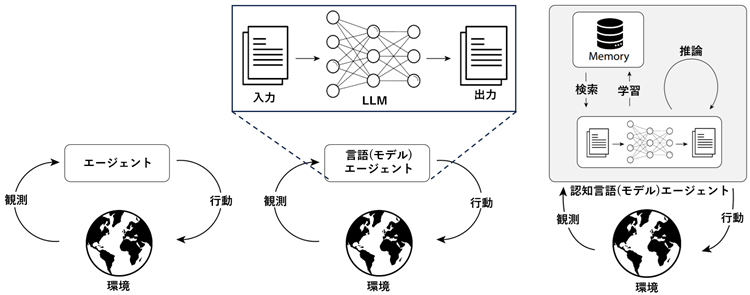 エージェント
観測
行動
環境
入力
LLM
出力
言語(モデル)
エージェント
観測
行動
環境
Memory
検索
学習
推論
認知言語(モデル)エージェント
観測
行動
環境